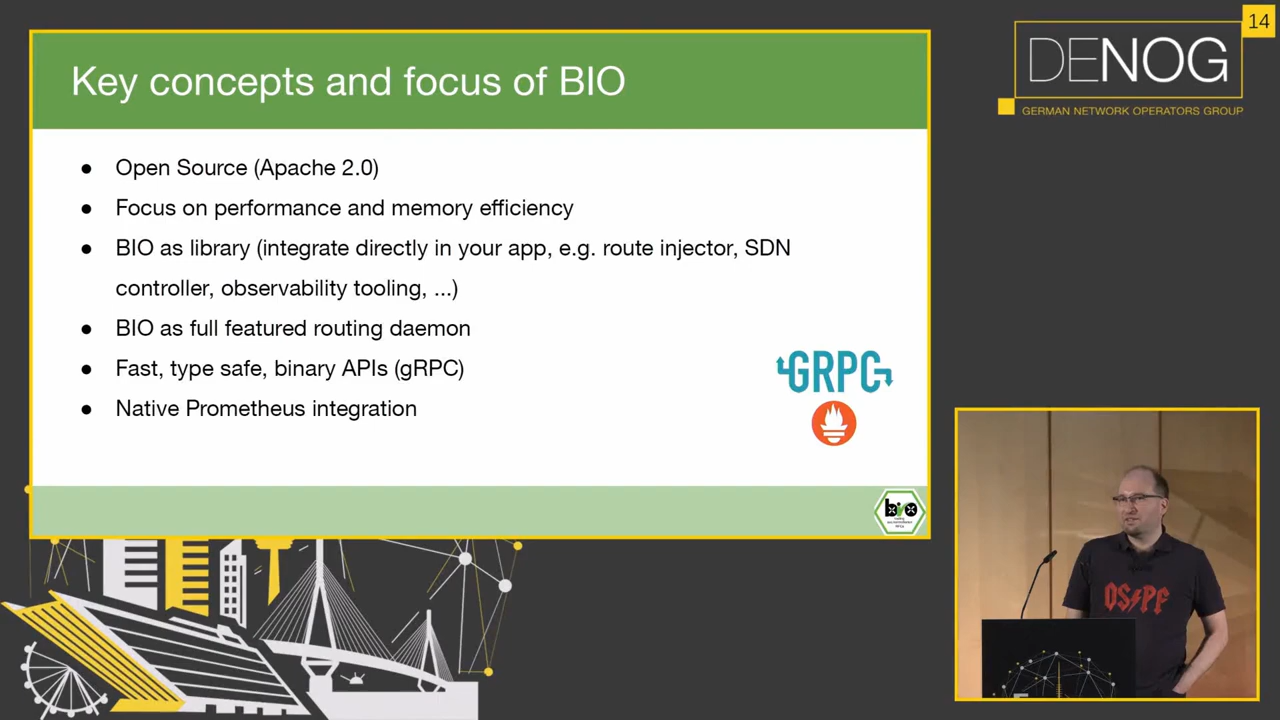 14
DENOG
GERMAN NETWORK OPERATORS GROUP
Key concepts and focus of BIO
● Open Source (Apache 2.0)
● Focus on performance and memory efficiency
● BIO as library (integrate directly in your app, e.g. route injector, SDN
controller, observability tooling, ...)
● BIO as full featured routing daemon
● Fast, type safe, binary APIs (gRPC)
● Native Prometheus integration
GRPC
bio
OSPF